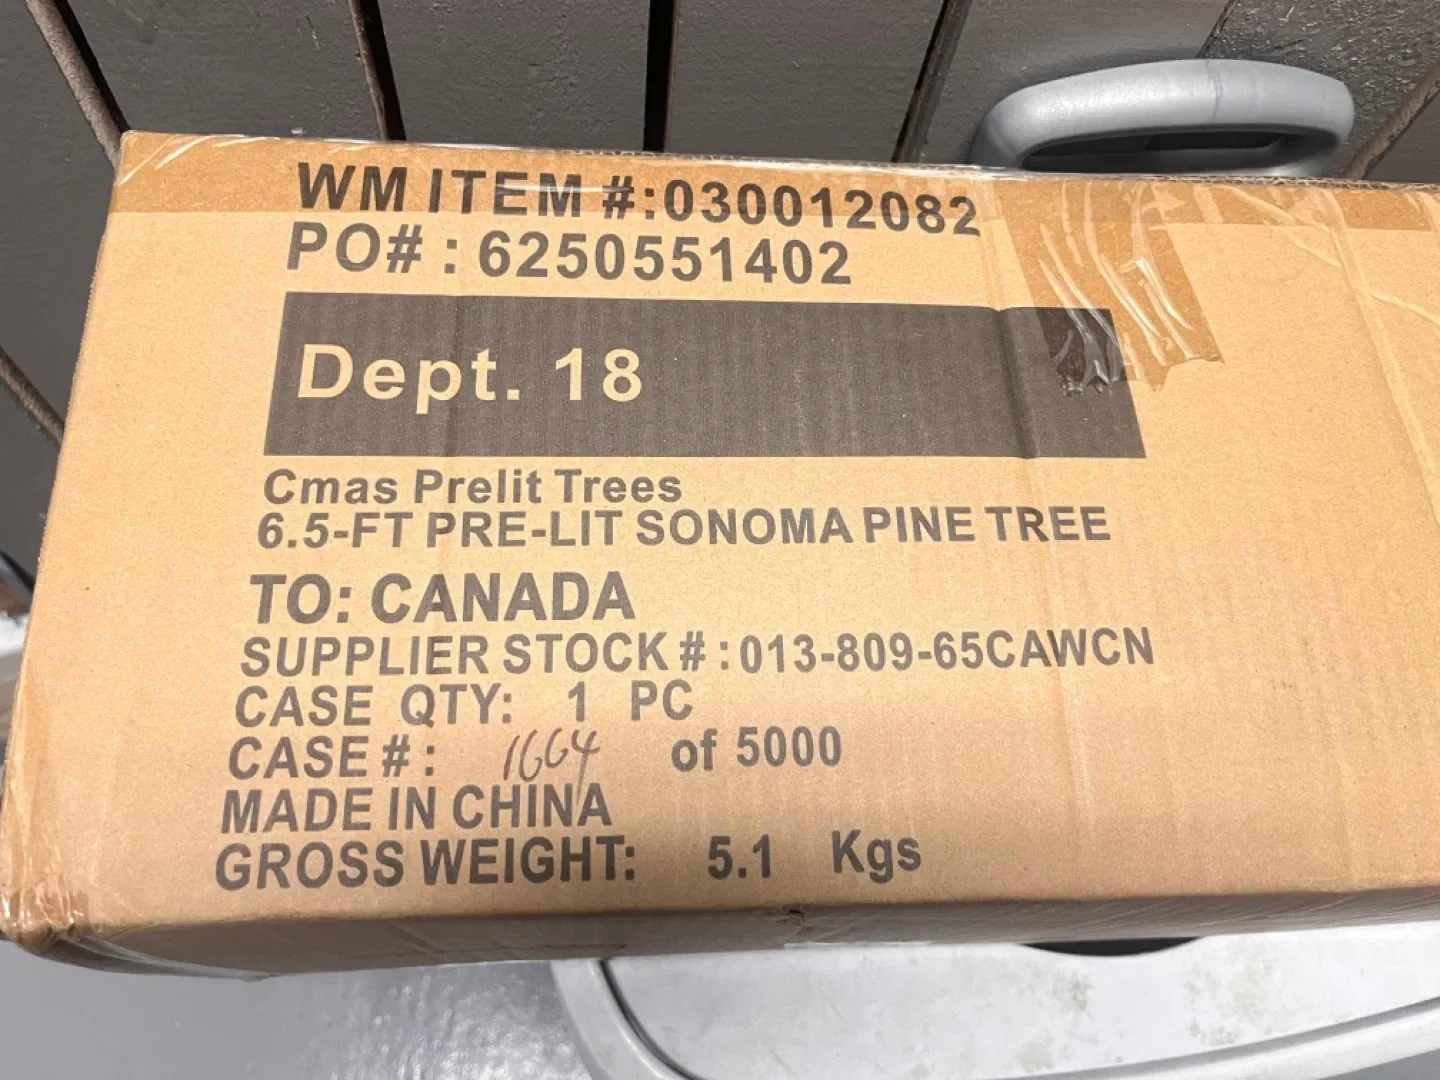 WM ITEM #:030012082
PO# : 6250551402
Dept. 18
Cmas Prelit Trees
6.5-FT PRE-LIT SONOMA PINE TREE
TO: CANADA
SUPPLIER STOCK # : 013-809-65CAWCN
CASE QTY: 1 PC
CASE # : 1664 of 5000
MADE IN CHINA
GROSS WEIGHT: 5.1 Kgs